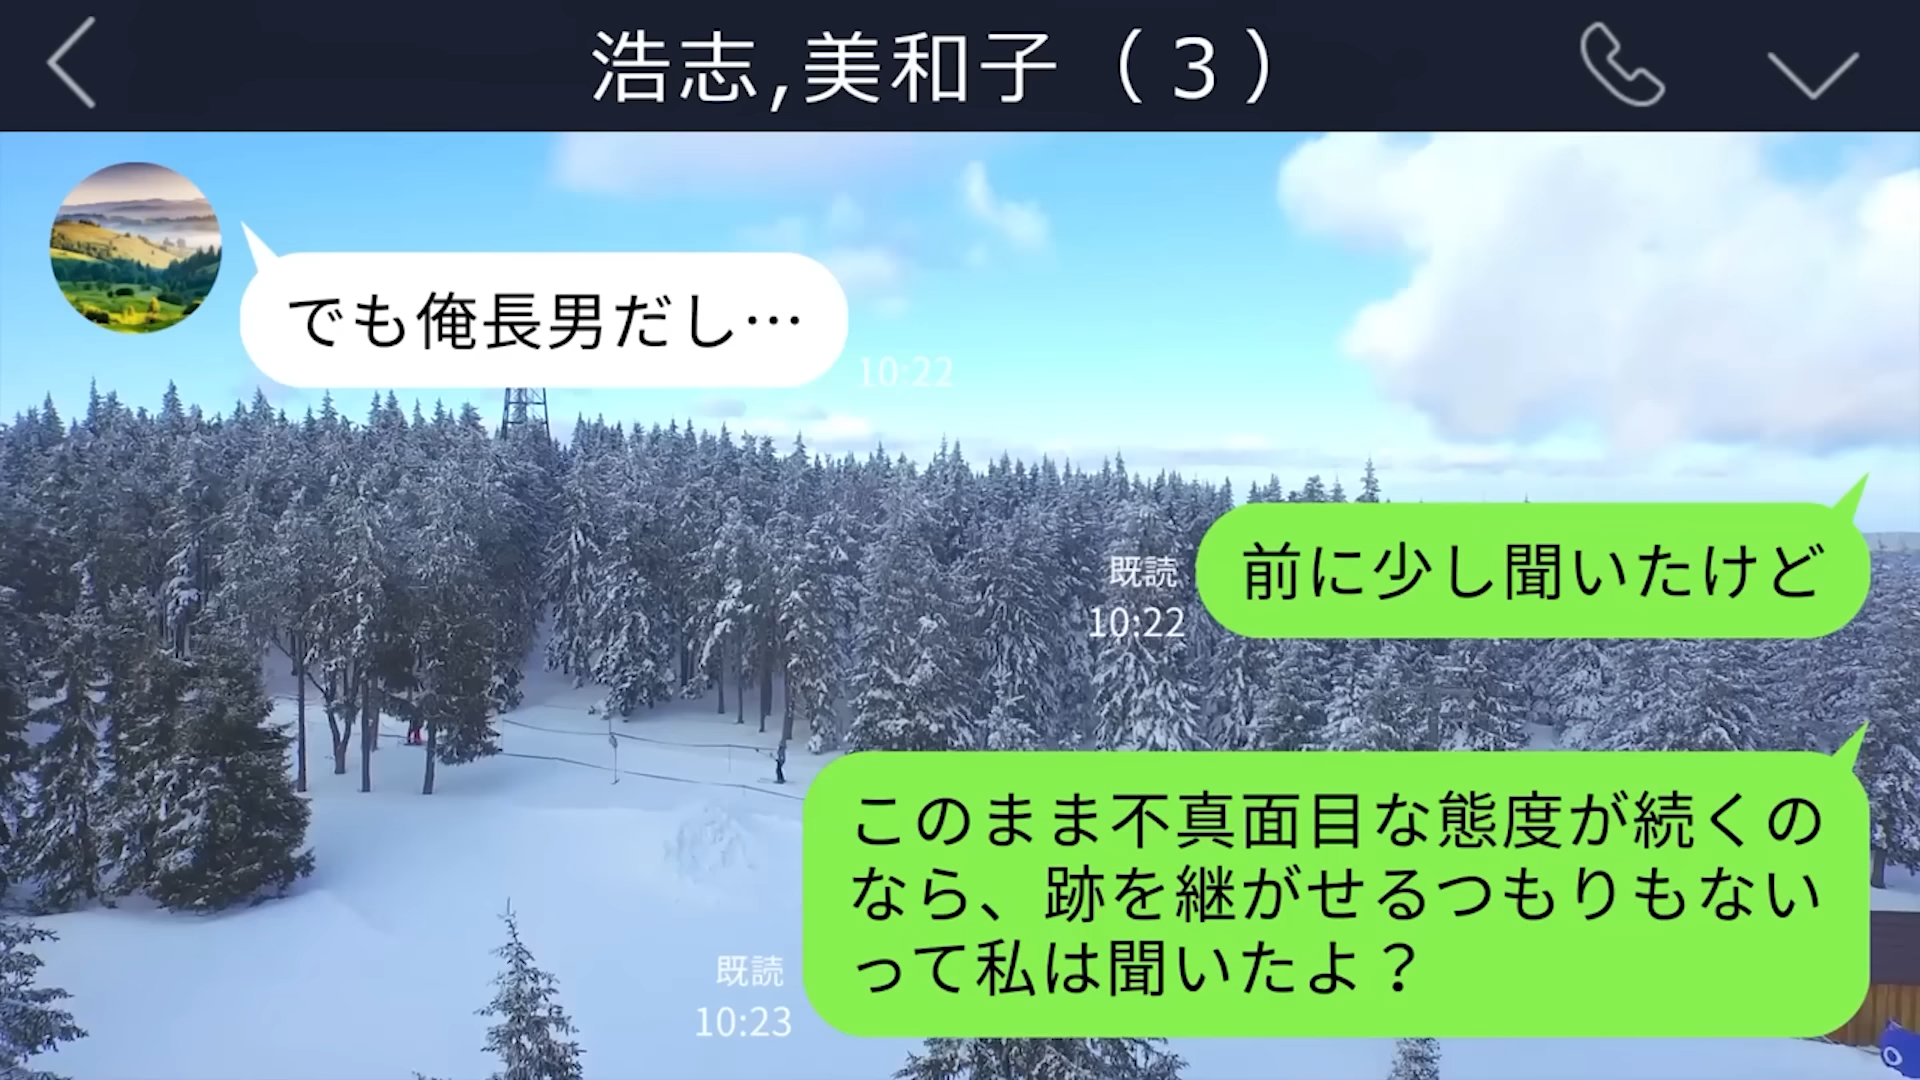 浩志,美和子（３）
でも俺長男だし…
10:22
前に少し聞いたけど
既読
10:22
このまま不真面目な態度が続くの
なら、跡を継がせるつもりもない
って私は聞いたよ？
既読
10:23